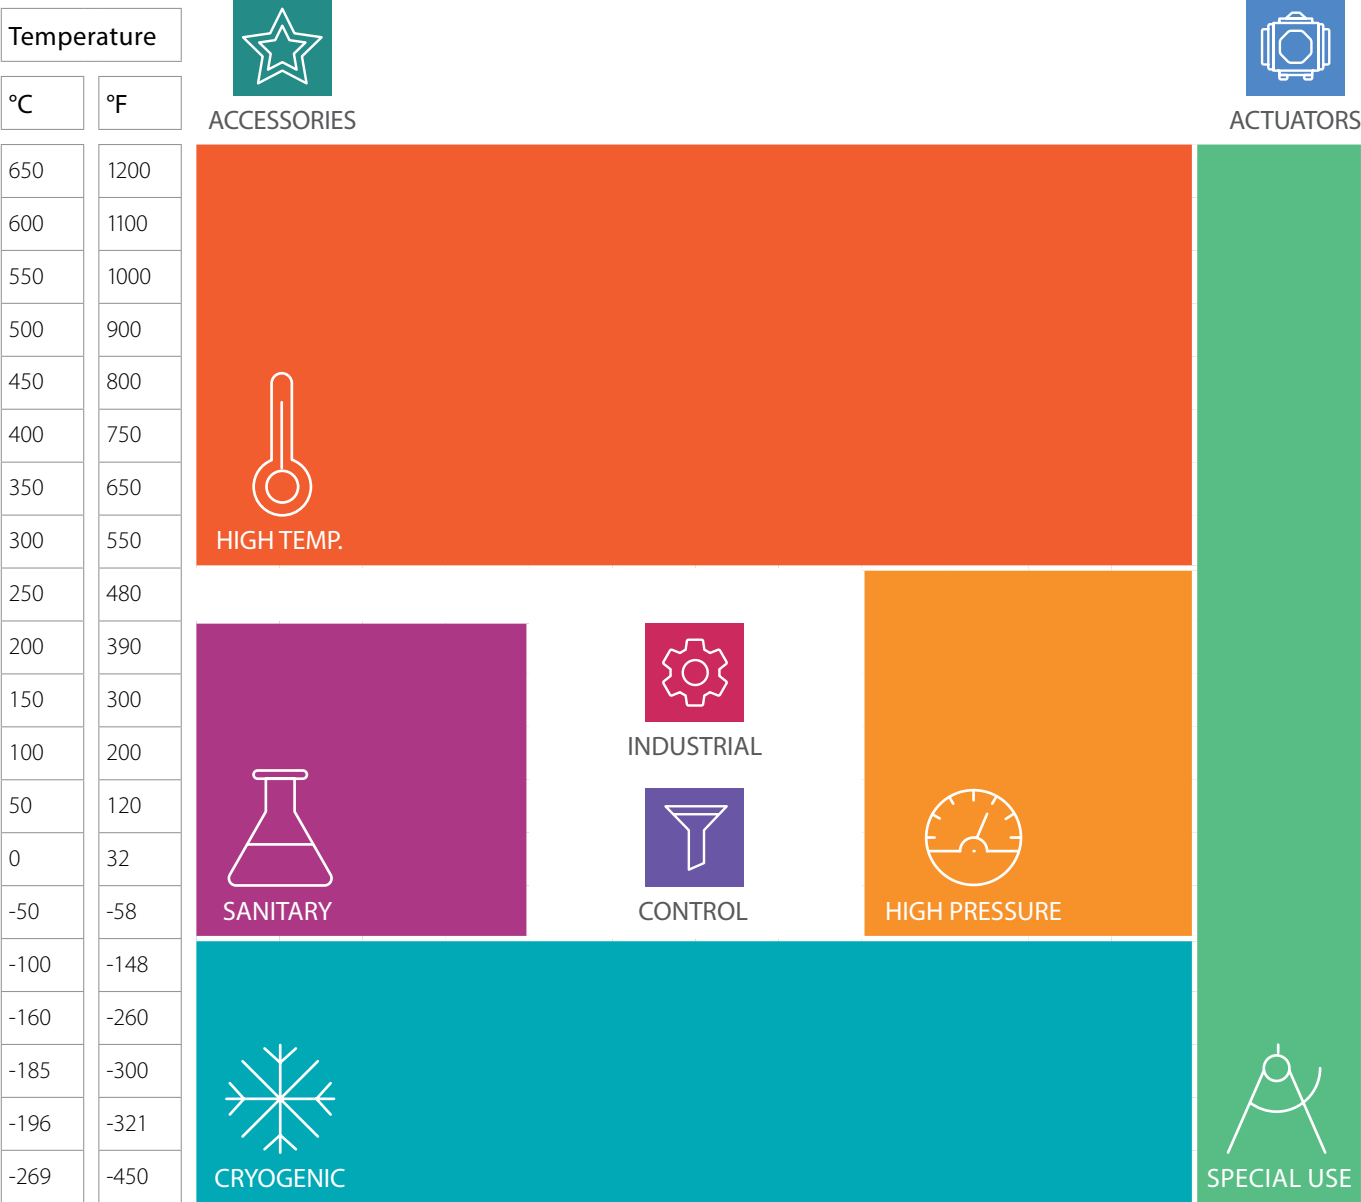 Temperature
°C °F
ACCESSORIES ACTUATORS
650 1200
600 1100
550 1000
500 900
450 800
400 750
350 650
300 550
HIGH TEMP.
250 480
200 390
150 300
100 200
INDUSTRIAL
50 120
0 32
-50 -58
SANITARY CONTROL HIGH PRESSURE
-100 -148
-160 -260
-185 -300
-196 -321
-269 -450
CRYOGENIC SPECIAL USE